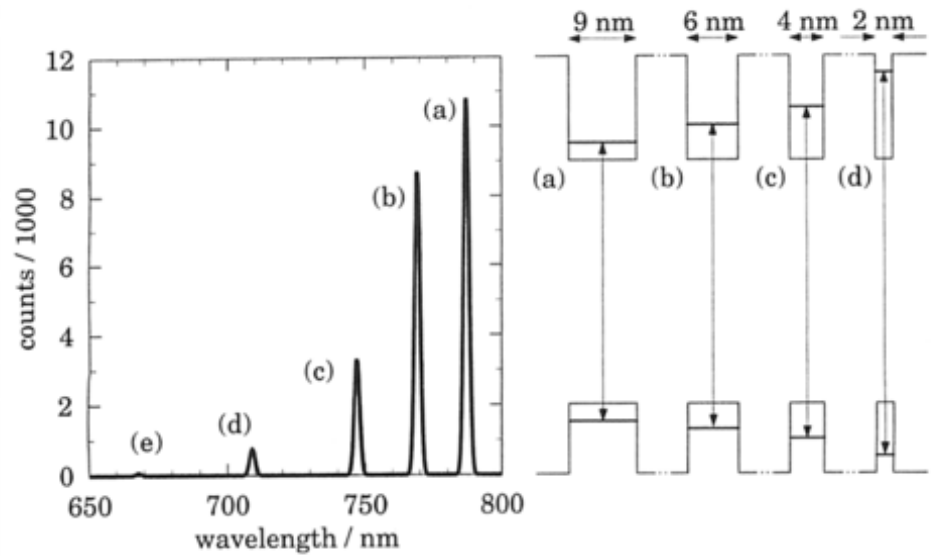 9 nm 6 nm 4 nm 2 nm
12
10
8
6
4
2
0
counts / 1000
(a)
(b)
(c)
(d)
(e)
650 700 750 800
wavelength / nm
(a) (b) (c) (d)